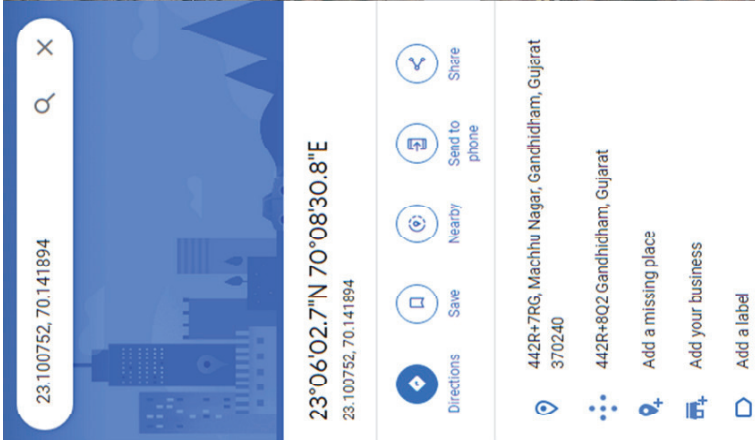 23.100752, 70.141894
23°06'02.7"N 70°08'30.8"E
23.100752, 70.141894
Directions
Save
Nearby
Send to
phone
Share
442R+7RG, Machhu Nagar, Gandhidham, Gujarat
370240
442R+8Q2 Gandhidham, Gujarat
Add a missing place
Add your business
Add a label